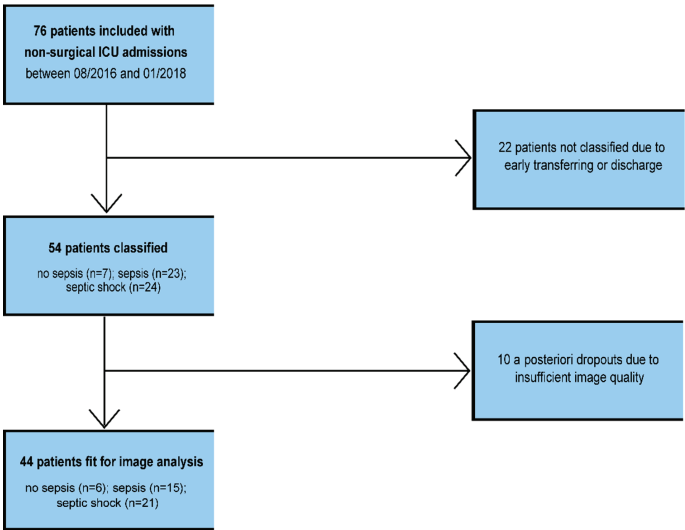 76 patients included with
non-surgical ICU admissions
between 08/2016 and 01/2018
22 patients not classified due to
early transferring or discharge
54 patients classified
no sepsis (n=7); sepsis (n=23);
septic shock (n=24)
10 a posteriori dropouts due to
insufficient image quality
44 patients fit for image analysis
no sepsis (n=6); sepsis (n=15);
septic shock (n=21)